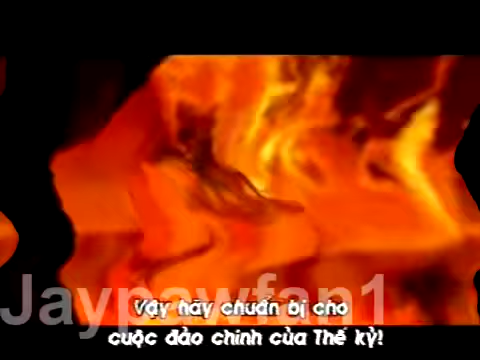 Jaypawfan1
Vậy hãy chuẩn bị cho
cuộc đảo chính của Thế kỷ!